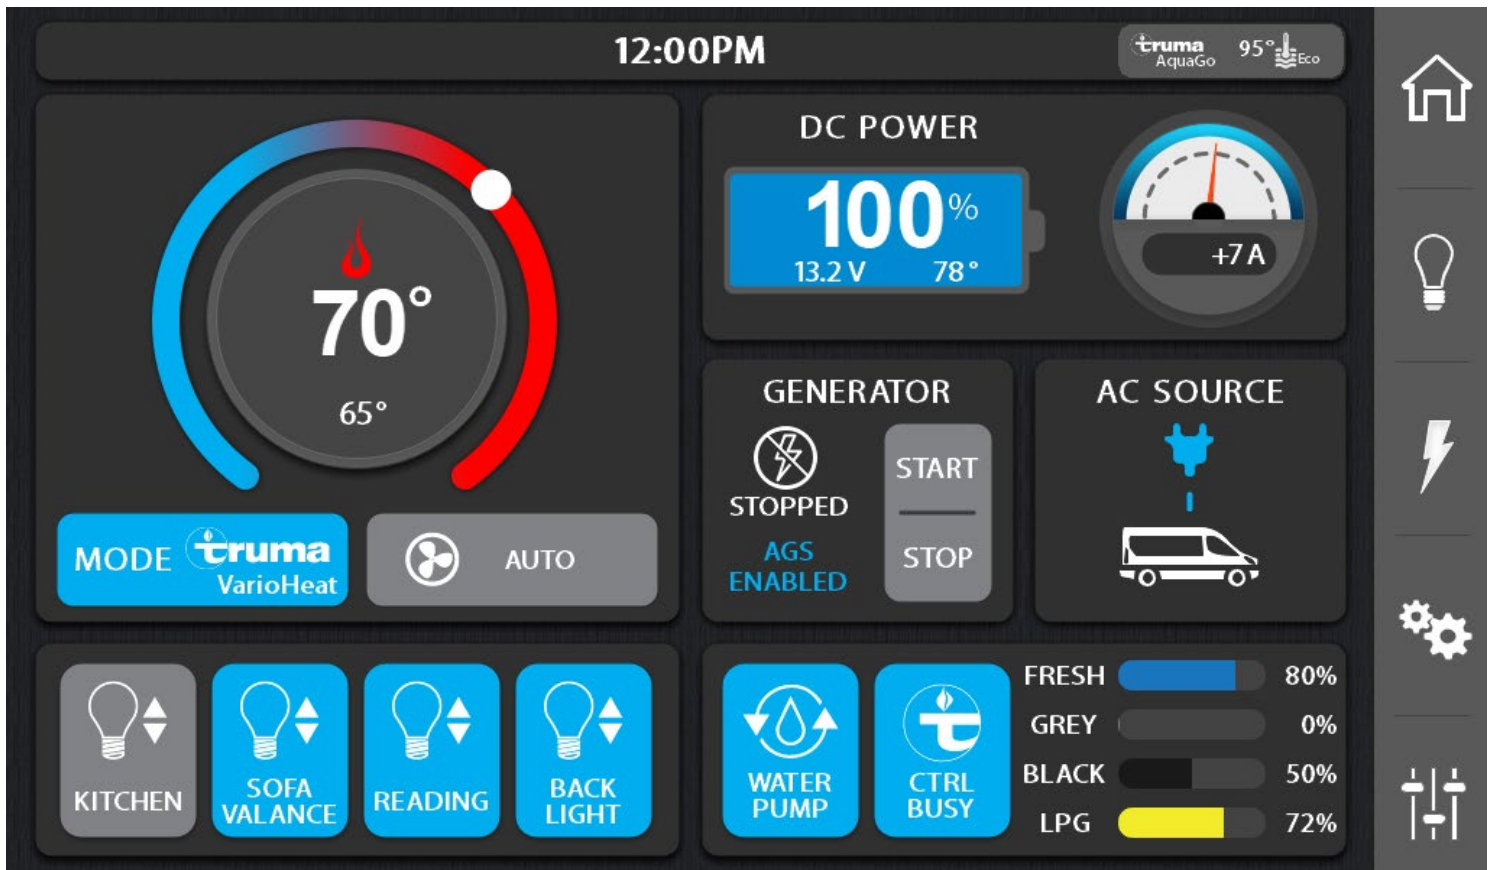 12:00PM
truma
AquaGo
95°
Eco
70°
65°
MODE truma
VarioHeat
AUTO
DC POWER
100%
13.2 V 78°
+7 A
GENERATOR
STOPPED
AGS
ENABLED
START
STOP
AC SOURCE
KITCHEN
SOFA
VALANCE
READING
BACK
LIGHT
WATER
PUMP
CTRL
BUSY
FRESH 80%
GREY 0%
BLACK 50%
LPG 72%